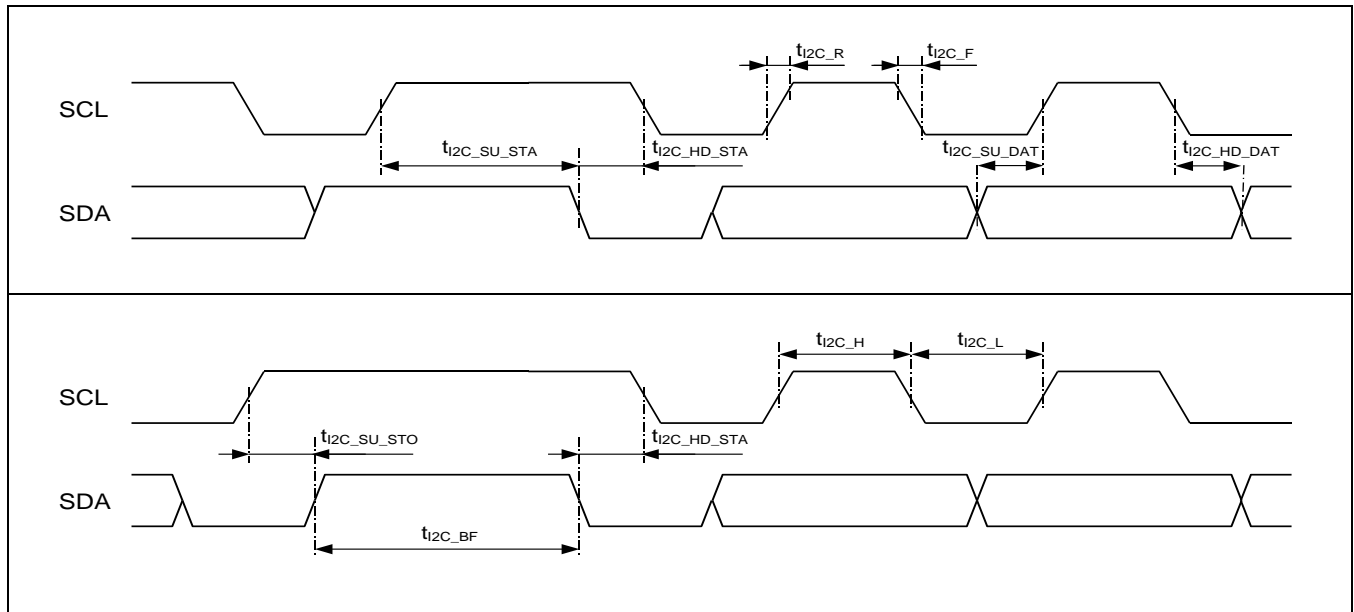 tI2C_R
tI2C_F
SCL
tI2C_SU_STA
tI2C_HD_STA
tI2C_SU_DAT
tI2C_HD_DAT
SDA
tI2C_H
tI2C_L
SCL
tI2C_SU_STO
tI2C_HD_STA
SDA
tI2C_BF